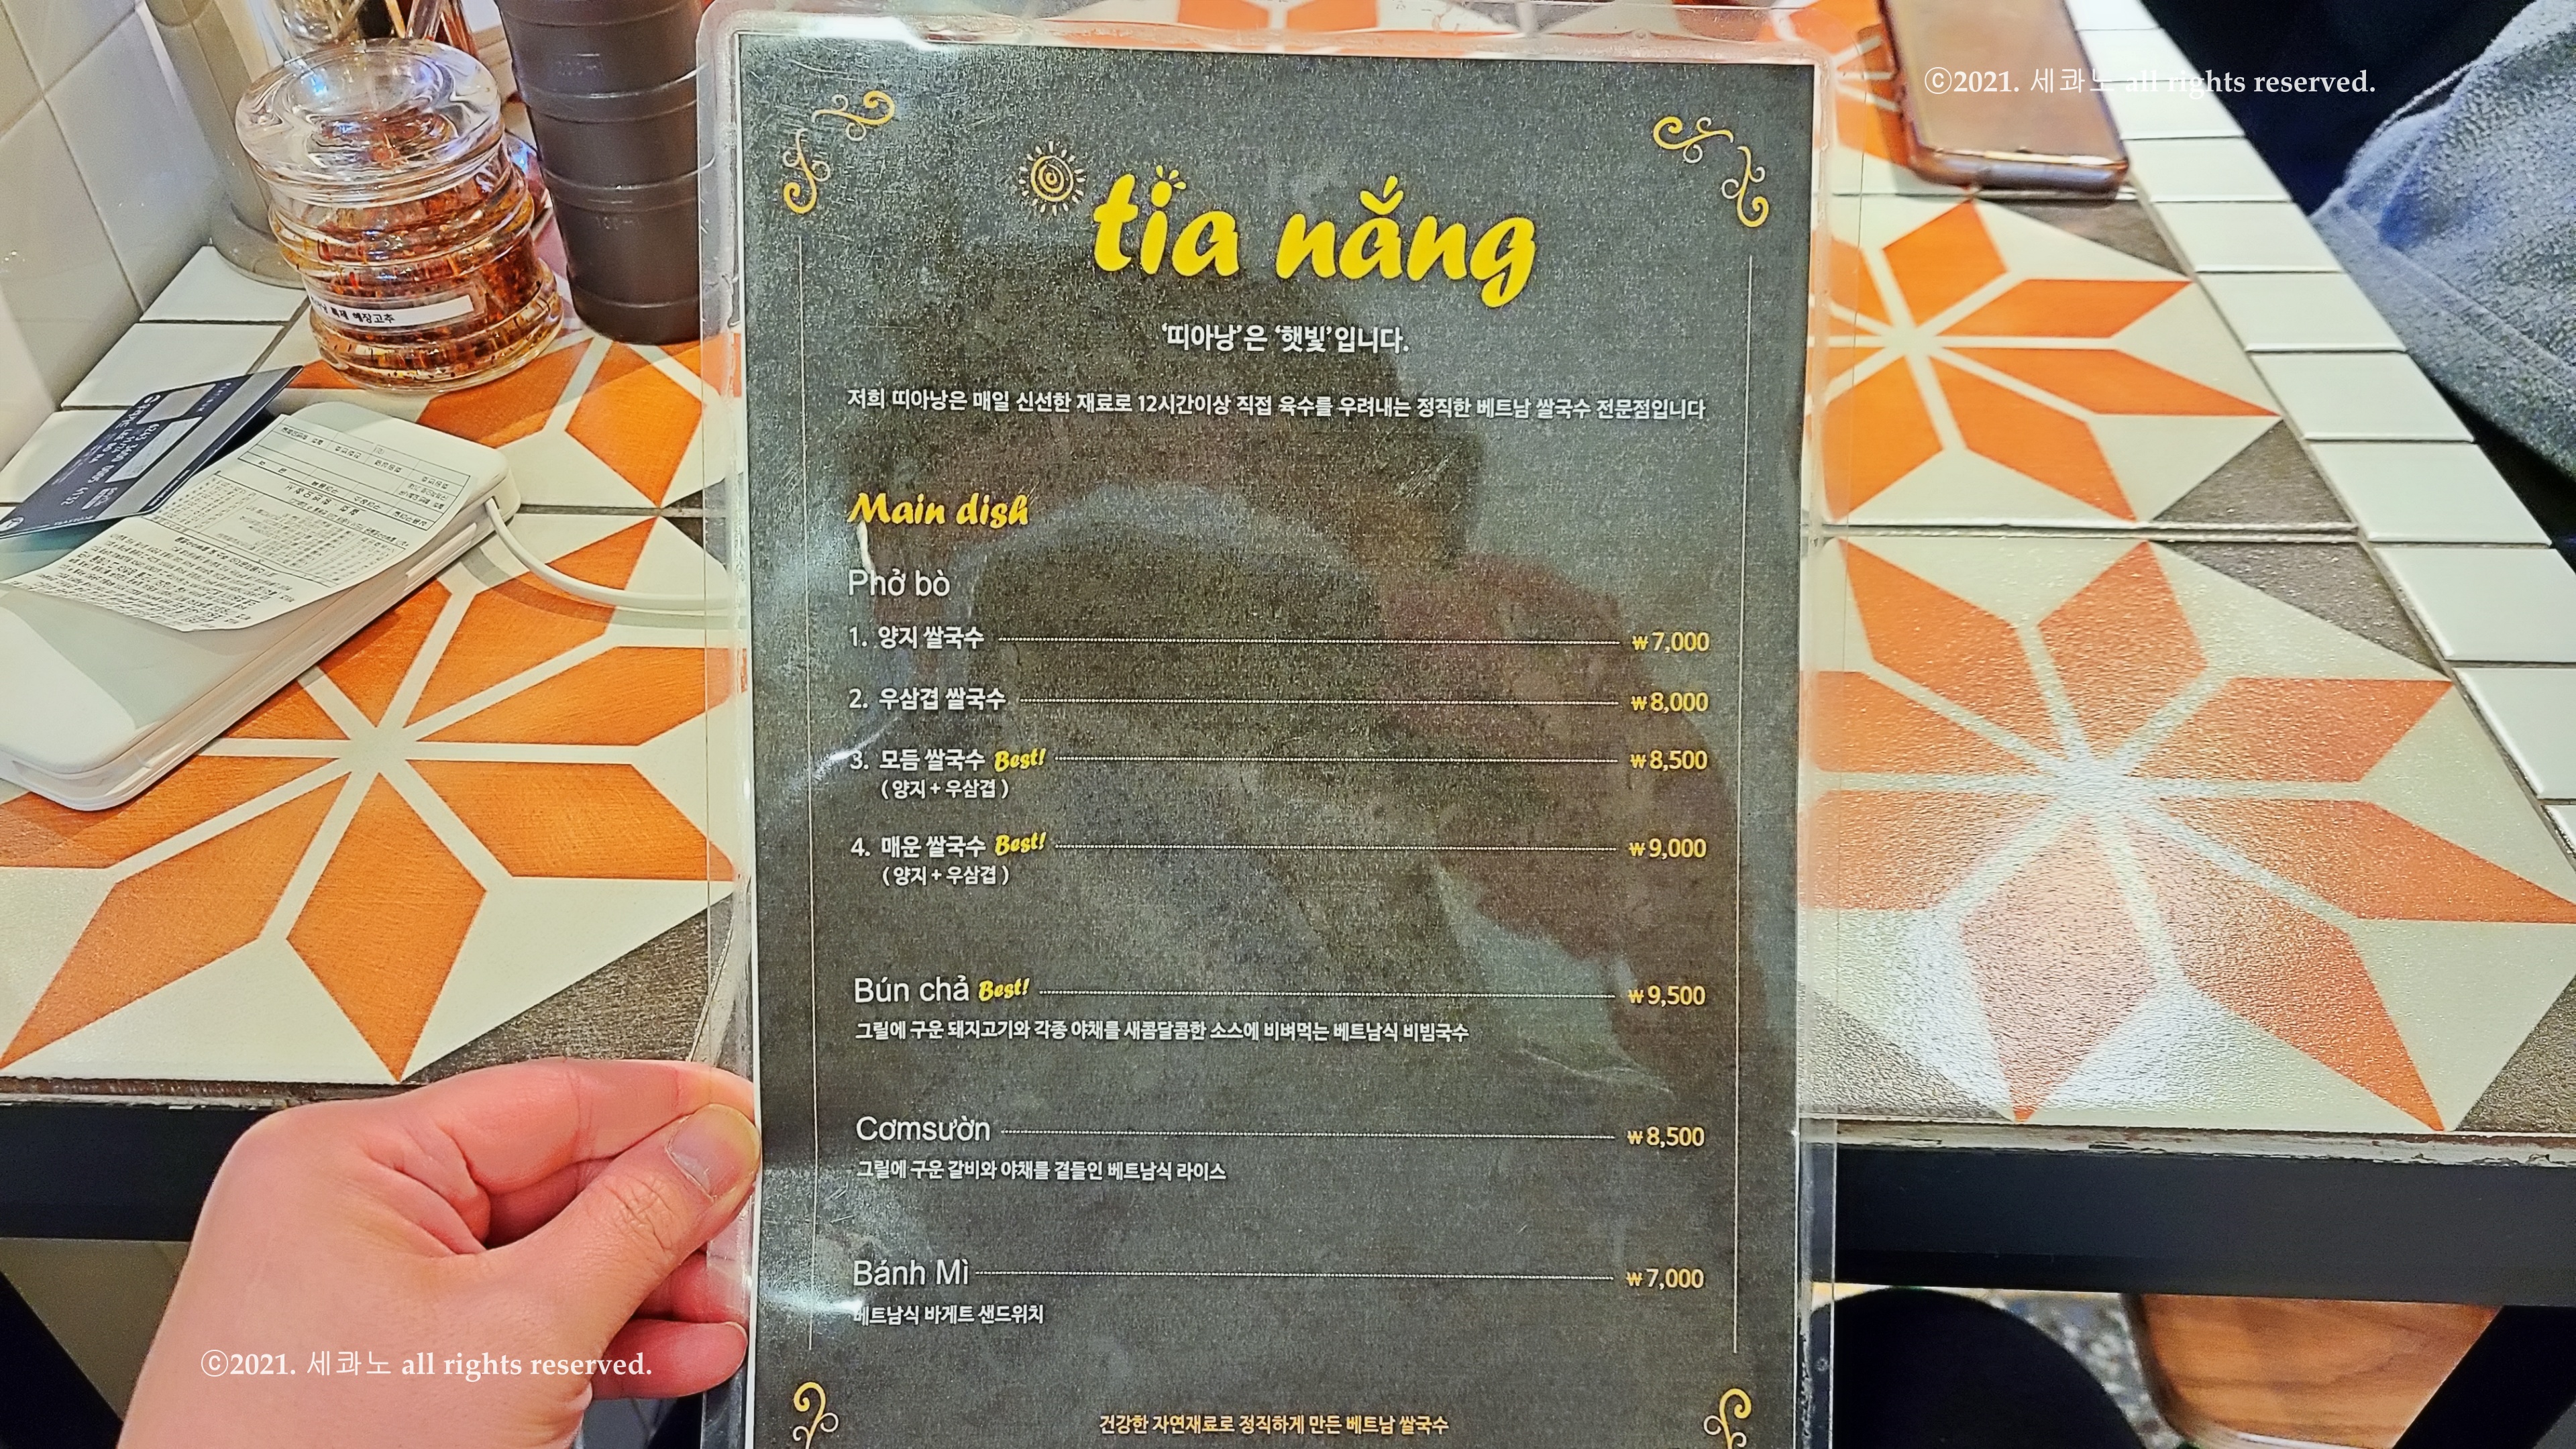 ©2021. 세콰노 all rights reserved.
특제 해장고추
tia nắng
‘띠아낭’은 ‘햇빛’입니다.
저희 띠아낭은 매일 신선한 재료로 12시간이상 직접 육수를 우려내는 정직한 베트남 쌀국수 전문점입니다
Main dish
Phở bò
1. 양지 쌀국수 ₩7,000
2. 우삼겹 쌀국수 ₩8,000
3. 모듬 쌀국수 Best! ₩8,500
( 양지 + 우삼겹 )
4. 매운 쌀국수 Best! ₩9,000
( 양지 + 우삼겹 )
Bún chả Best! ₩9,500
그릴에 구운 돼지고기와 각종 야채를 새콤달콤한 소스에 비벼먹는 베트남식 비빔국수
Cơmsườn ₩8,500
그릴에 구운 갈비와 야채를 곁들인 베트남식 라이스
Bánh Mì ₩7,000
베트남식 바게트 샌드위치
건강한 자연재료로 정직하게 만든 베트남 쌀국수
©2021. 세콰노 all rights reserved.